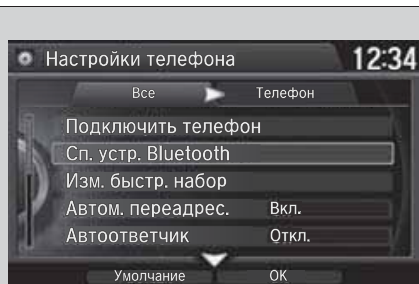 Настройки телефона 12:34
Все Телефон
Подключить телефон
Сп. устр. Bluetooth
Изм. быстр. набор
Автом. переадрес. Вкл.
Автоответчик Откл.
Умолчание OK